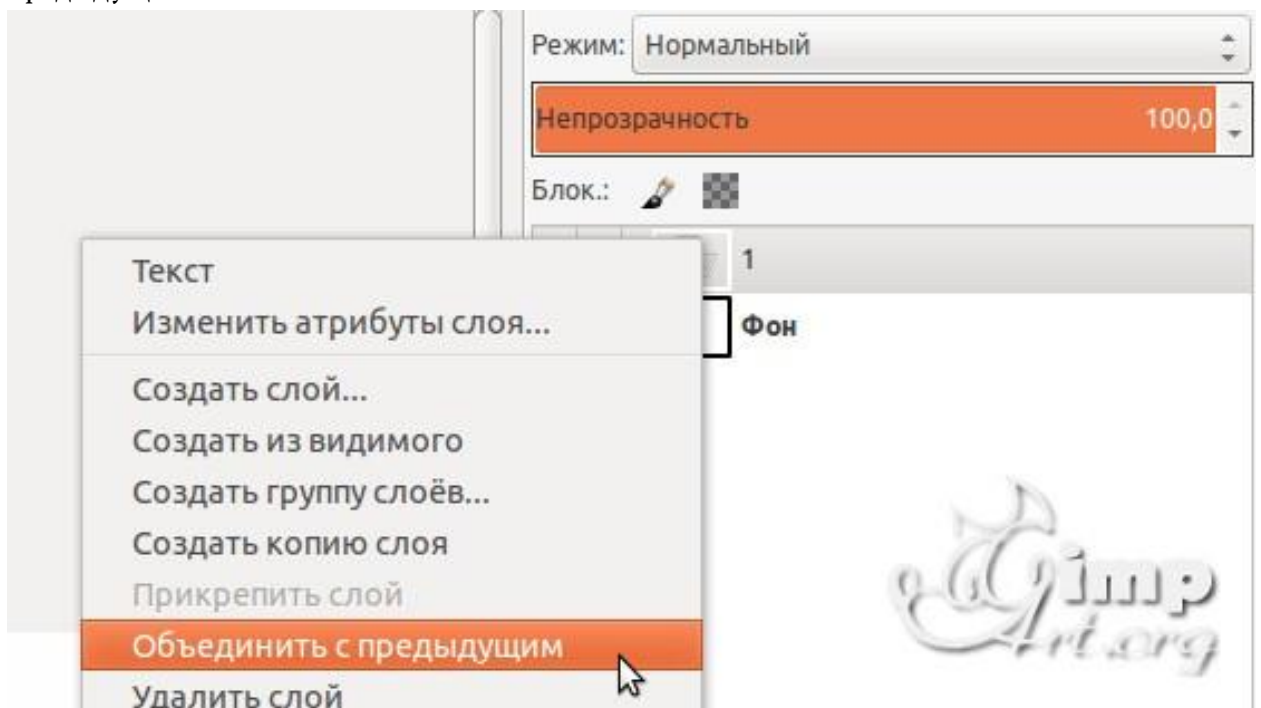 Режим: Нормальный
Непрозрачность 100,0
Блок.:
1
Фон
Текст
Изменить атрибуты слоя...
Создать слой...
Создать из видимого
Создать группу слоёв...
Создать копию слоя
Прикрепить слой
Объединить с предыдущим
Удалить слой
Gimp
Art.org